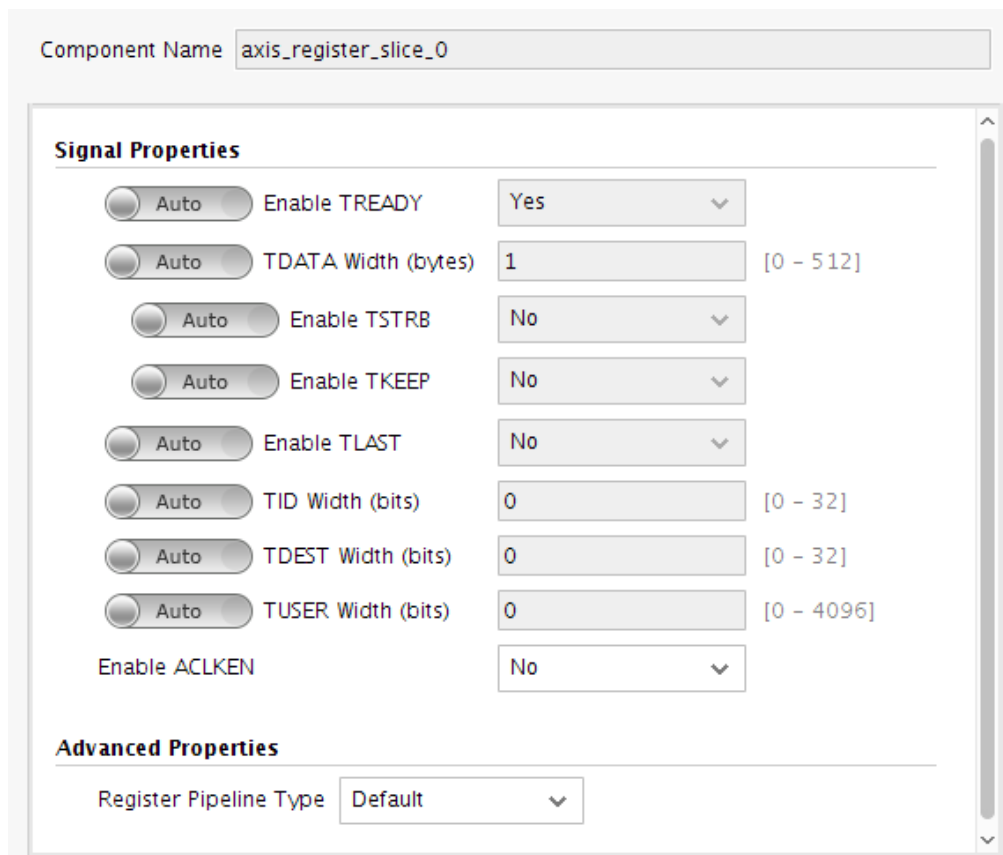 Component Name axis_register_slice_0
Signal Properties
Auto Enable TREADY Yes
Auto TDATA Width (bytes) 1 [0 – 512]
Auto Enable TSTRB No
Auto Enable TKEEP No
Auto Enable TLAST No
Auto TID Width (bits) 0 [0 – 32]
Auto TDEST Width (bits) 0 [0 – 32]
Auto TUSER Width (bits) 0 [0 – 4096]
Enable ACLKEN No
Advanced Properties
Register Pipeline Type Default